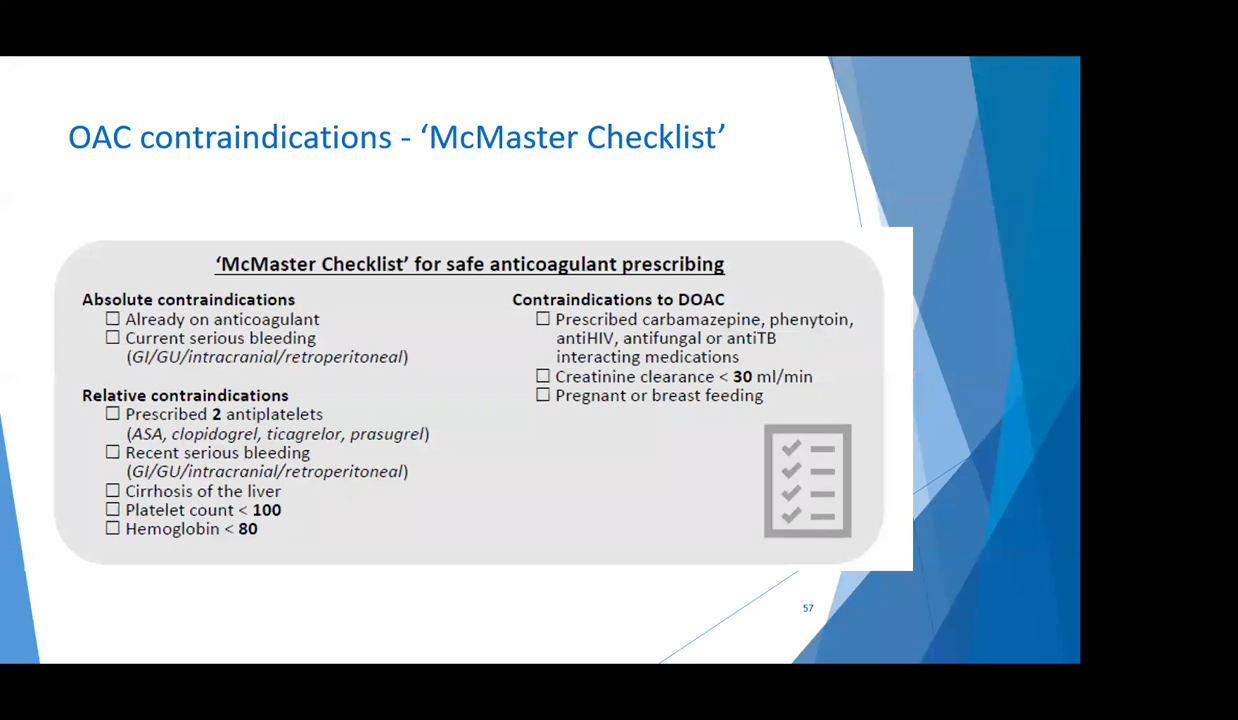 OAC contraindications - ‘McMaster Checklist’
‘McMaster Checklist’ for safe anticoagulant prescribing
Absolute contraindications
☐ Already on anticoagulant
☐ Current serious bleeding
(GI/GU/intracranial/retroperitoneal)
Relative contraindications
☐ Prescribed 2 antiplatelets
(ASA, clopidogrel, ticagrelor, prasugrel)
☐ Recent serious bleeding
(GI/GU/intracranial/retroperitoneal)
☐ Cirrhosis of the liver
☐ Platelet count < 100
☐ Hemoglobin < 80
Contraindications to DOAC
☐ Prescribed carbamazepine, phenytoin,
antiHIV, antifungal or antiTB
interacting medications
☐ Creatinine clearance < 30 ml/min
☐ Pregnant or breast feeding
57